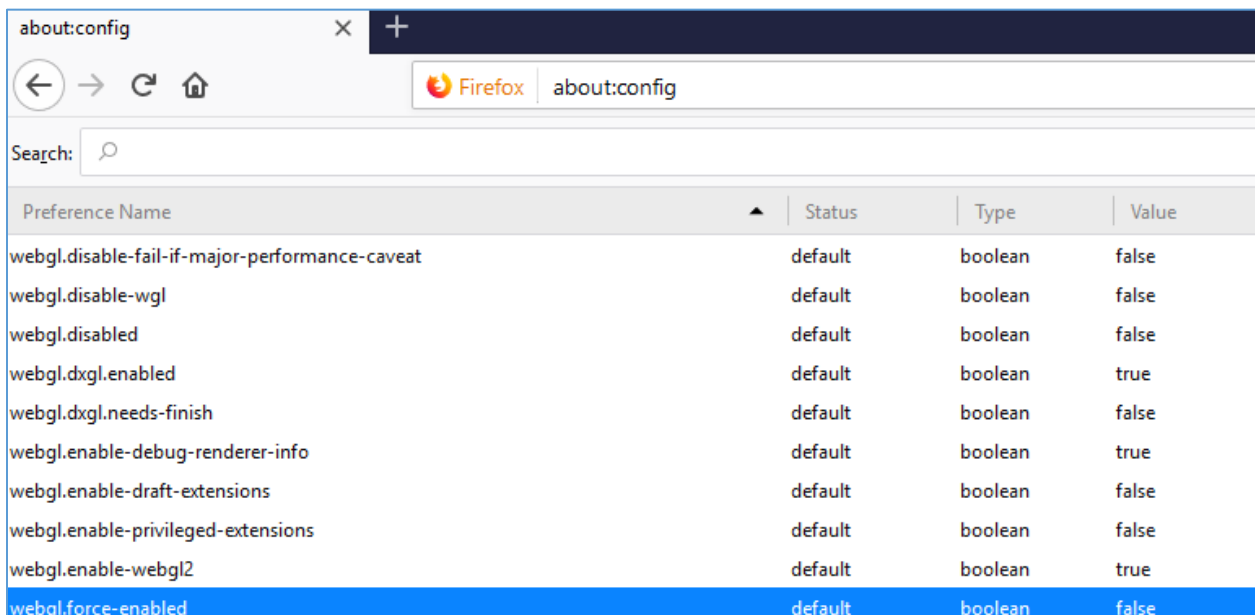 about:config
Firefox about:config
Search:
Preference Name Status Type Value
webgl.disable-fail-if-major-performance-caveat default boolean false
webgl.disable-wgl default boolean false
webgl.disabled default boolean false
webgl.dxgl.enabled default boolean true
webgl.dxgl.needs-finish default boolean false
webgl.enable-debug-renderer-info default boolean true
webgl.enable-draft-extensions default boolean false
webgl.enable-privileged-extensions default boolean false
webgl.enable-webgl2 default boolean true
webgl.force-enabled default boolean false